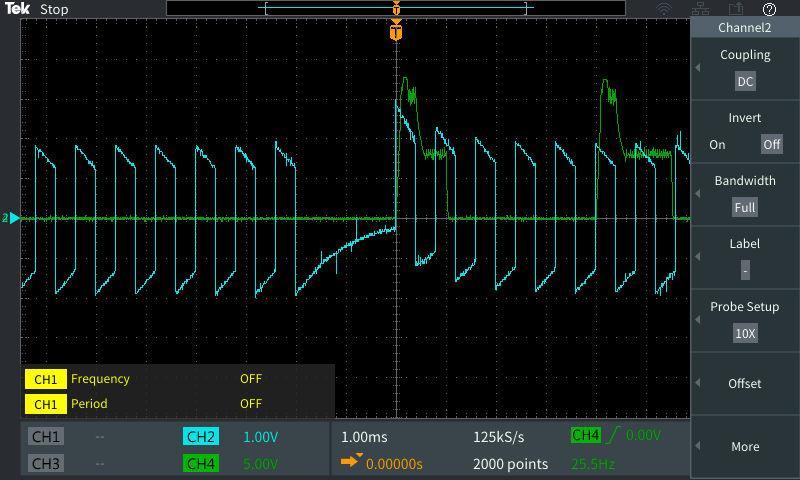 Tek Stop
T
T
2
Channel2
Coupling
DC
Invert
On Off
Bandwidth
Full
Label
-
Probe Setup
10X
Offset
More
CH1 Frequency OFF
CH1 Period OFF
CH1 -- CH2 1.00V
CH3 -- CH4 5.00V
1.00ms 125kS/s CH4 0.00V
0.00000s 2000 points 25.5Hz